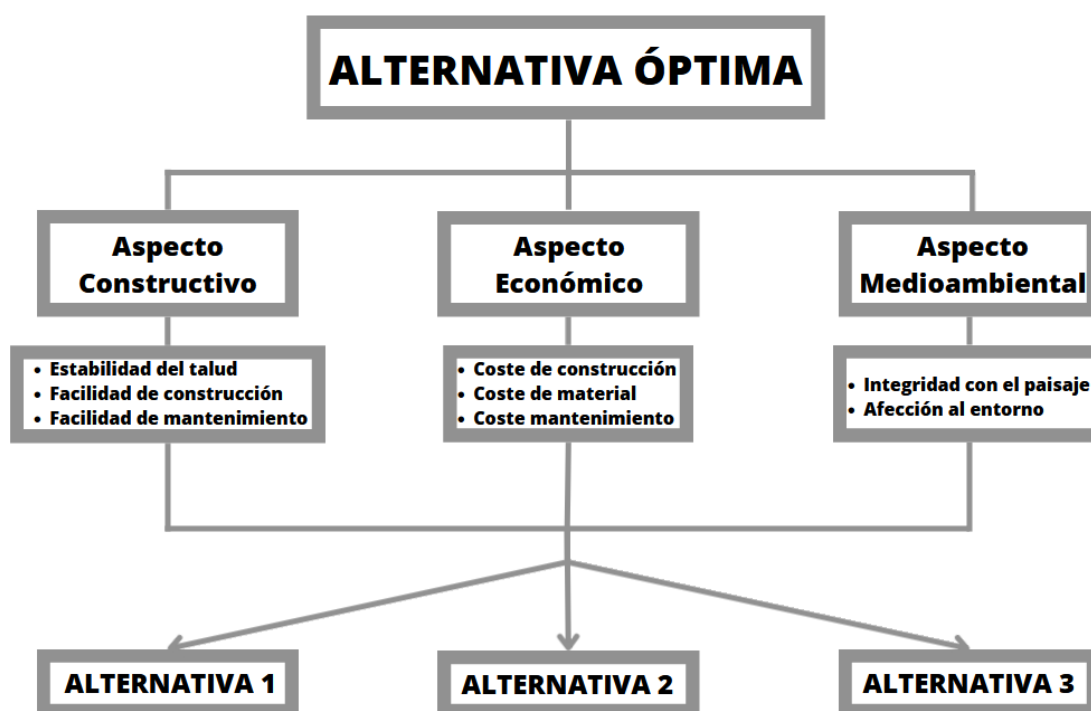 ALTERNATIVA ÓPTIMA
Aspecto
Constructivo
Aspecto
Económico
Aspecto
Medioambiental
• Estabilidad del talud
• Facilidad de construcción
• Facilidad de mantenimiento
• Coste de construcción
• Coste de material
• Coste mantenimiento
• Integridad con el paisaje
• Afección al entorno
ALTERNATIVA 1
ALTERNATIVA 2
ALTERNATIVA 3